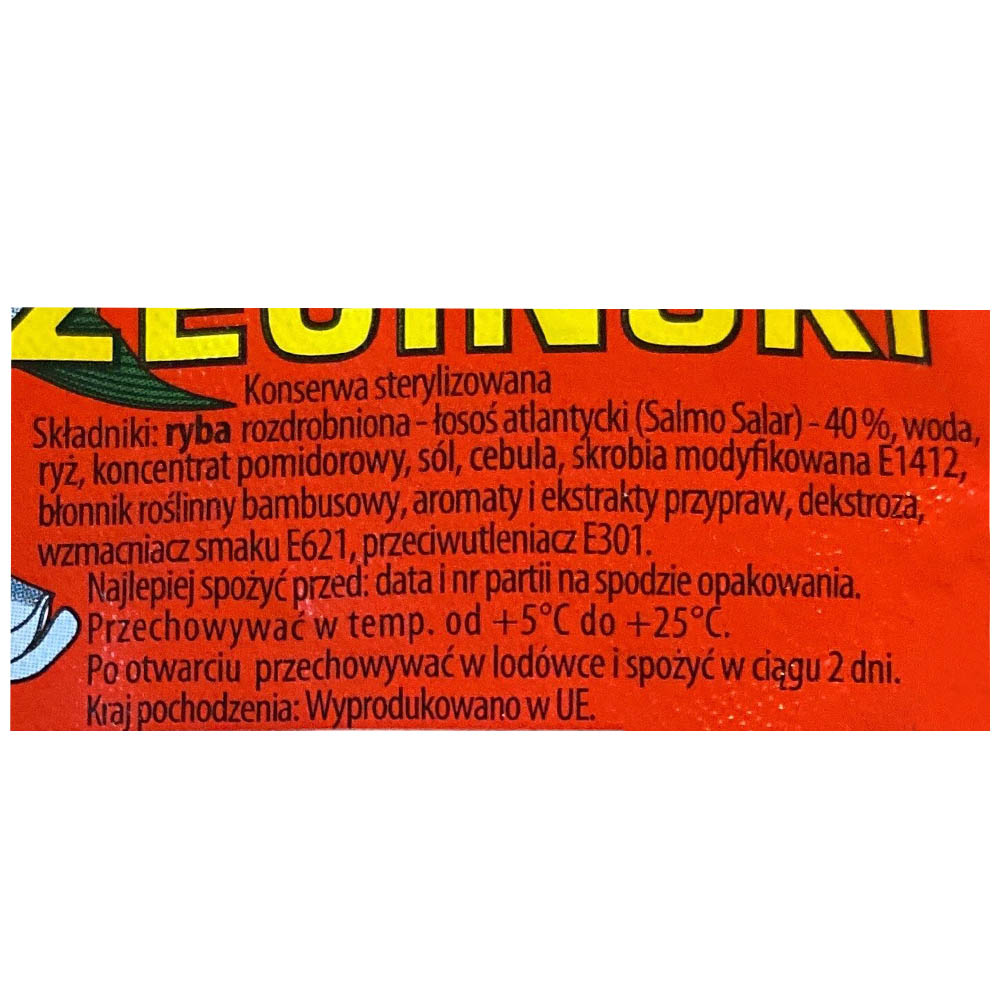 ZECIŃSKI
Konserwa sterylizowana
Składniki: ryba rozdrobniona - łosoś atlantycki (Salmo Salar) - 40 %, woda,
ryż, koncentrat pomidorowy, sól, cebula, skrobia modyfikowana E1412,
błonnik roślinny bambusowy, aromaty i ekstrakty przypraw, dekstroza,
wzmacniacz smaku E621, przeciwutleniacz E301.
Najlepiej spożyć przed: data i nr partii na spodzie opakowania.
Przechowywać w temp. od +5°C do +25°C.
Po otwarciu przechowywać w lodówce i spożyć w ciągu 2 dni.
Kraj pochodzenia: Wyprodukowano w UE.